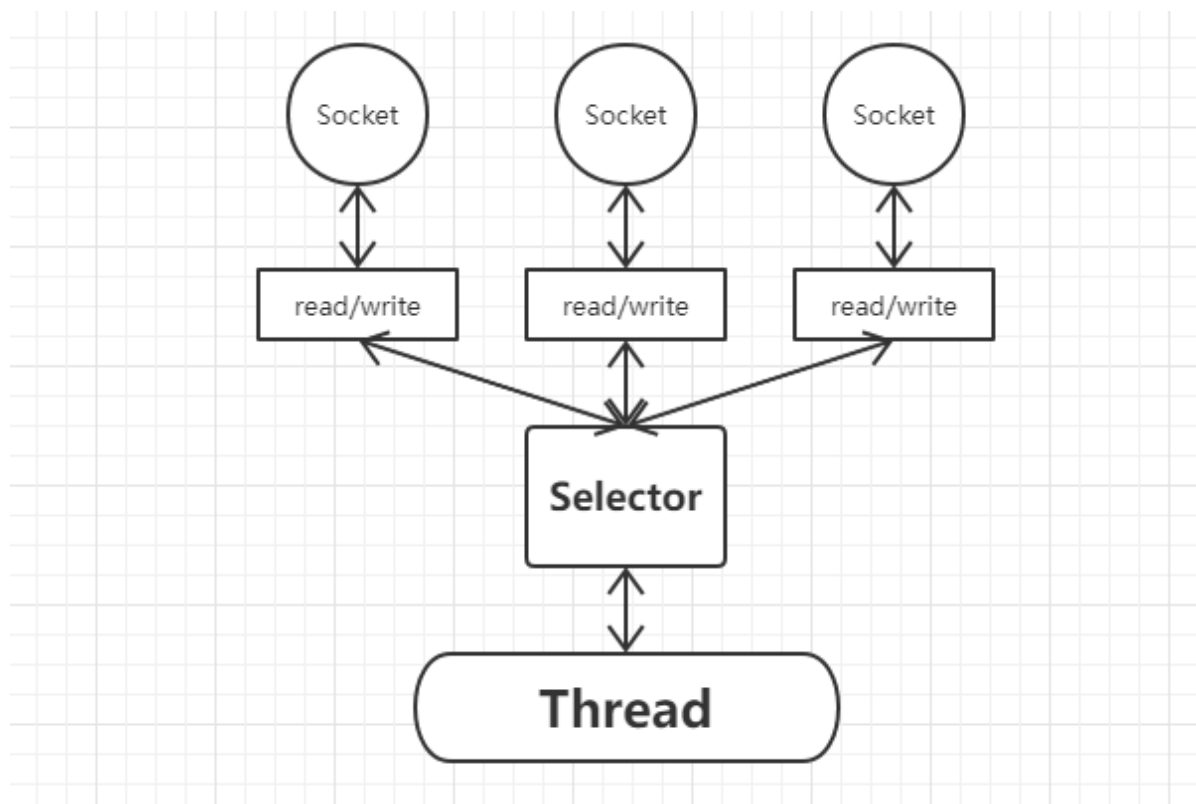 Socket
Socket
Socket
read/write
read/write
read/write
Selector
Thread